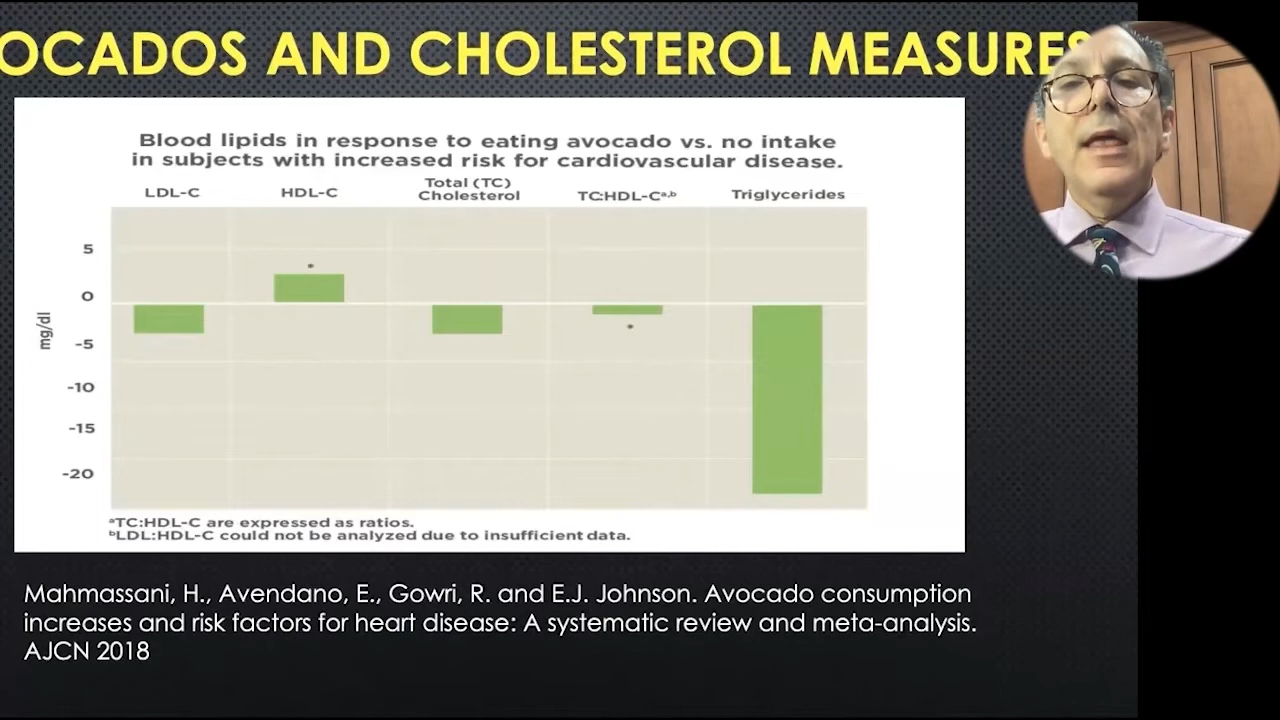 OCADOS AND CHOLESTEROL MEASURES
Blood lipids in response to eating avocado vs. no intake
in subjects with increased risk for cardiovascular disease.
LDL-C HDL-C Total (TC) Cholesterol TC:HDL-Cᵃ,ᵇ Triglycerides
5
0
-5
-10
-15
-20
mg/dl
*
*
ᵃTC:HDL-C are expressed as ratios.
ᵇLDL:HDL-C could not be analyzed due to insufficient data.
Mahmassani, H., Avendano, E., Gowri, R. and E.J. Johnson. Avocado consumption
increases and risk factors for heart disease: A systematic review and meta-analysis.
AJCN 2018